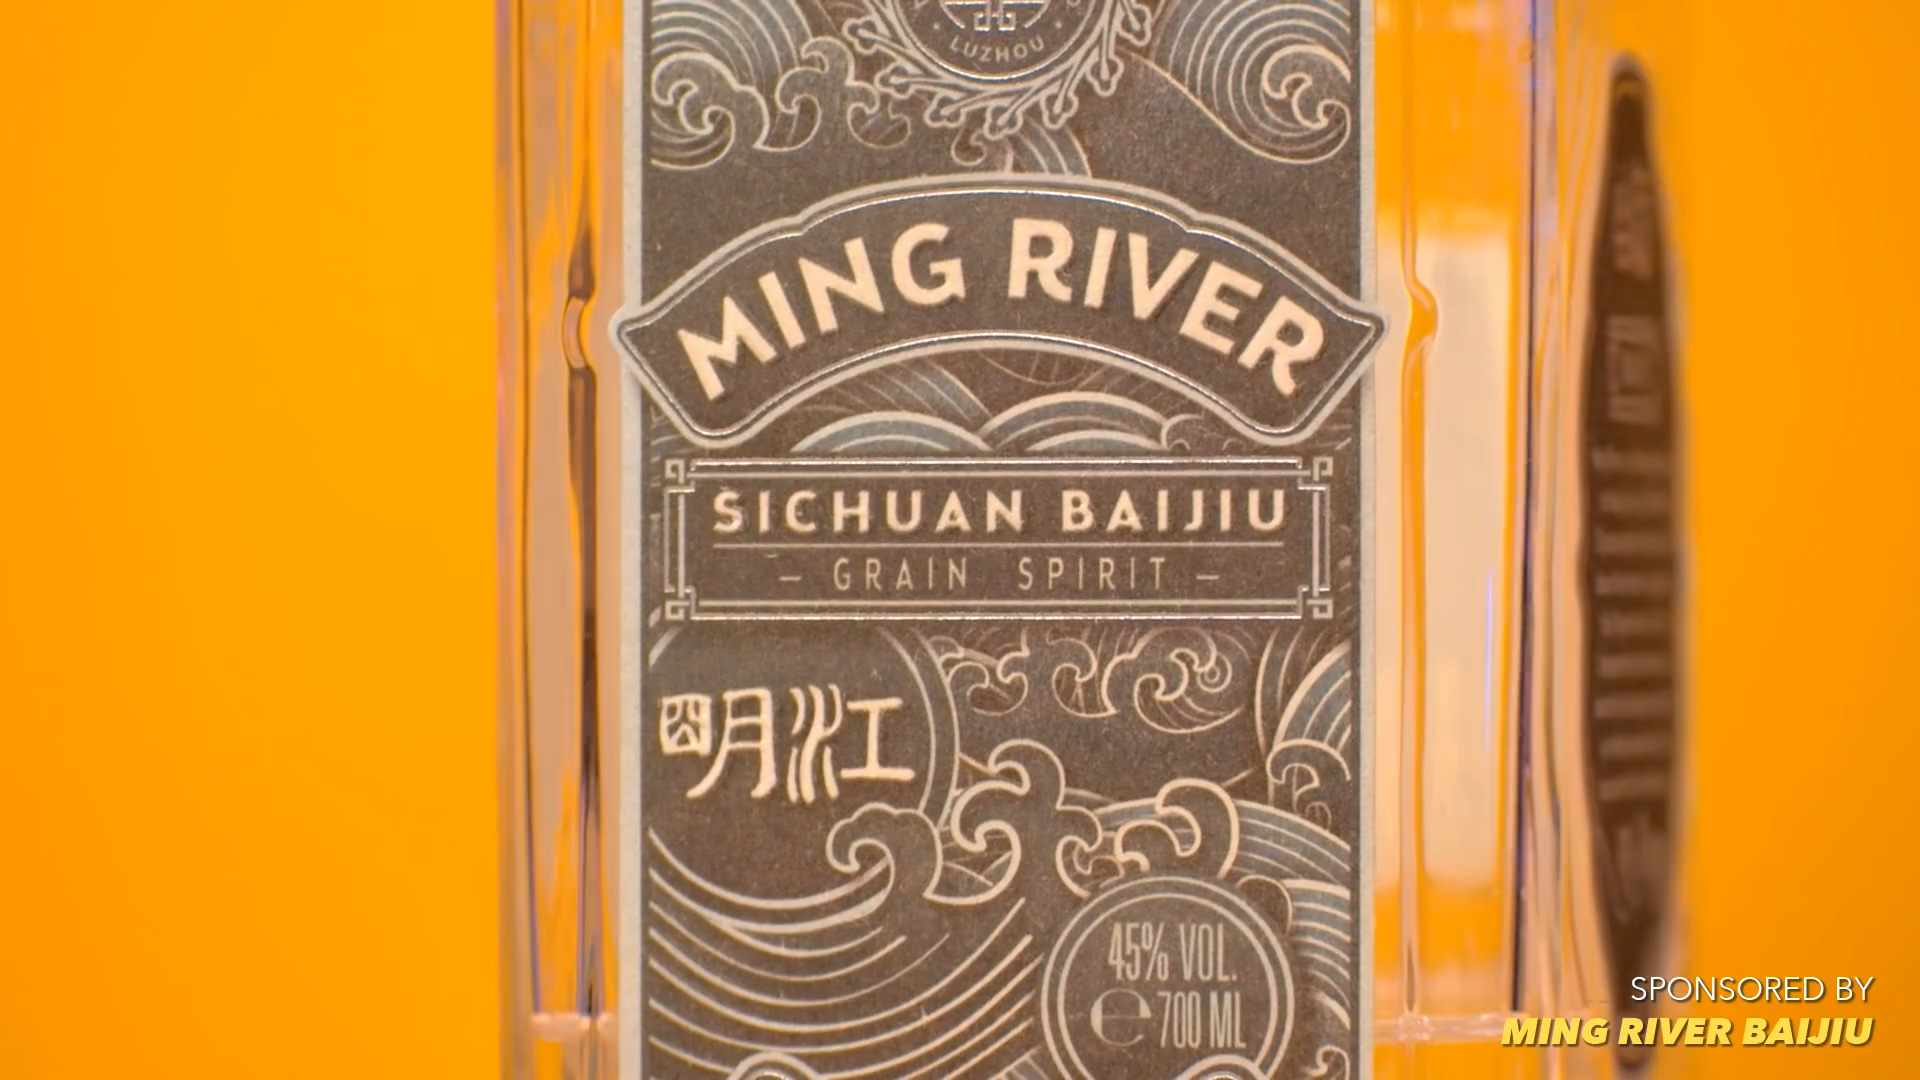 LUZHOU
MING RIVER
SICHUAN BAIJIU
– GRAIN SPIRIT –
明江
45% VOL.
℮ 700 ML
SPONSORED BY
MING RIVER BAIJIU